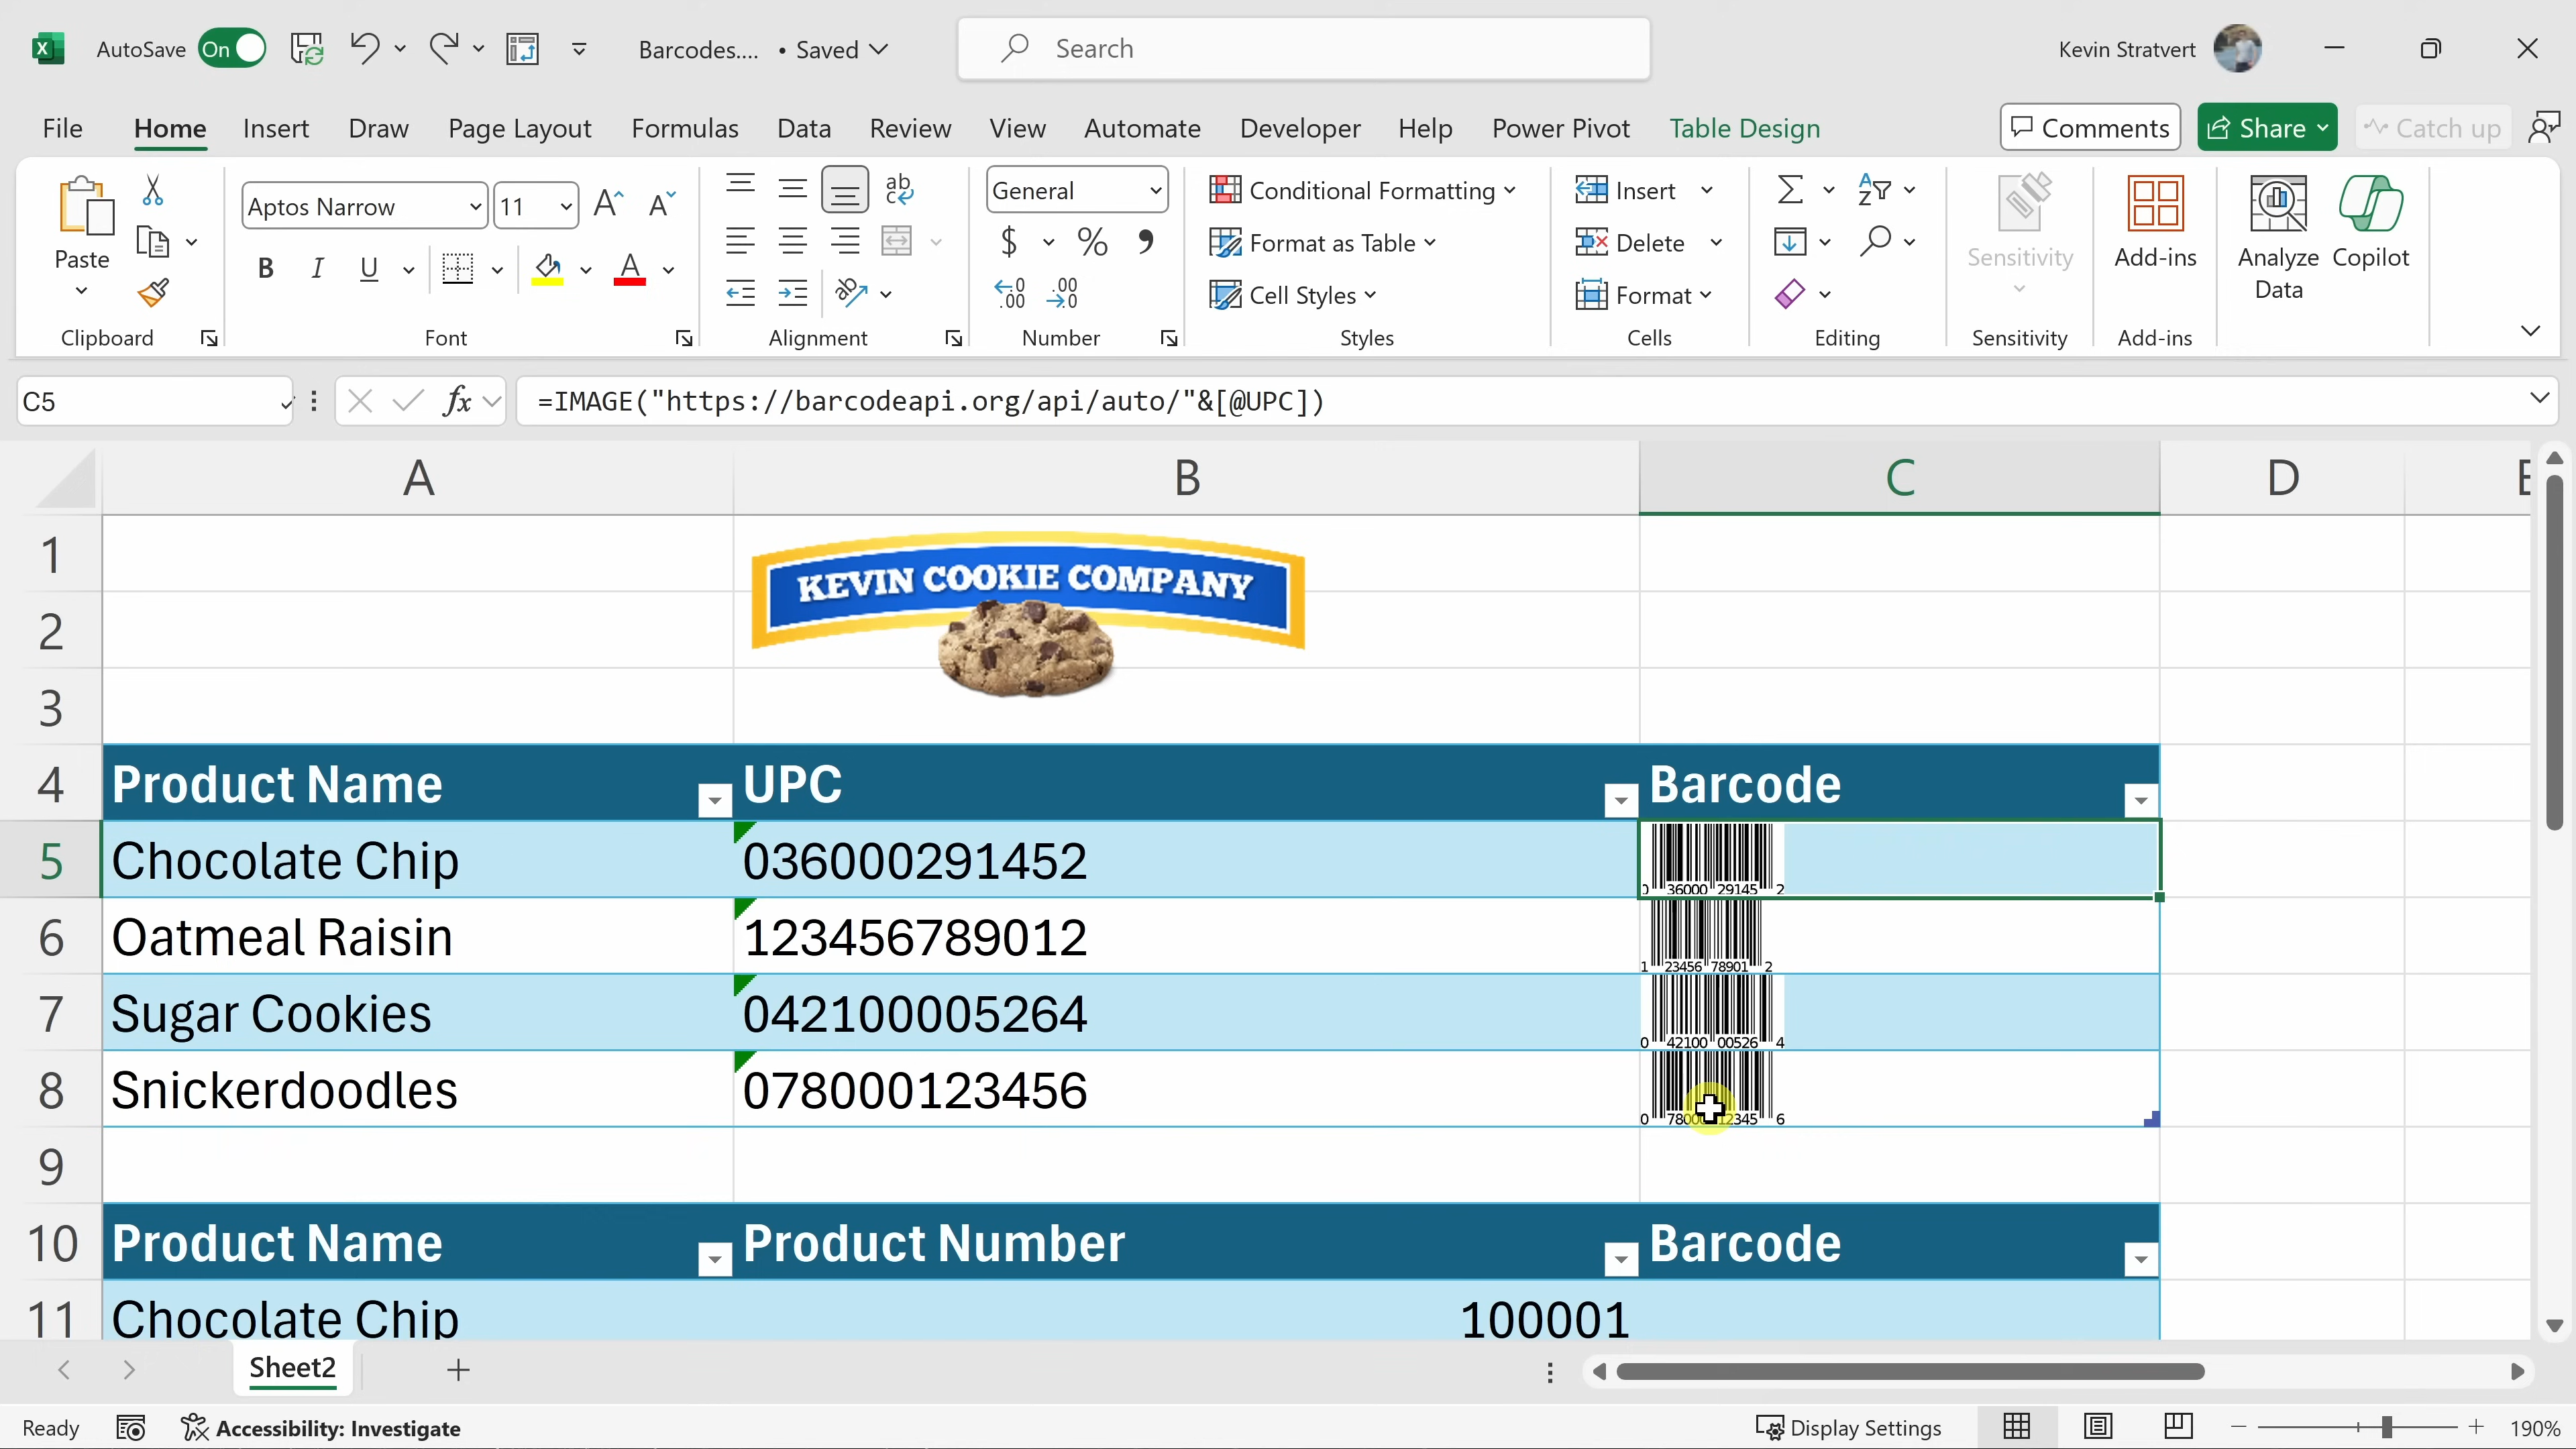 AutoSave On Barcodes.... • Saved Search Kevin Stratvert
File Home Insert Draw Page Layout Formulas Data Review View Automate Developer Help Power Pivot Table Design Comments Share Catch up
Paste Aptos Narrow 11 General Conditional Formatting Format as Table Cell Styles Insert Delete Format Sensitivity Add-ins Analyze Data Copilot
Clipboard Font Alignment Number Styles Cells Editing Sensitivity Add-ins
C5 fx =IMAGE("https://barcodeapi.org/api/auto/"&[@UPC])
A B C D E
1
KEVIN COOKIE COMPANY
2
3
4 Product Name UPC Barcode
5 Chocolate Chip 036000291452 0 36000 29145 2
6 Oatmeal Raisin 123456789012 1 23456 78901 2
7 Sugar Cookies 042100005264 0 42100 00526 4
8 Snickerdoodles 078000123456 0 12345 6
9
10 Product Name Product Number Barcode
11 Chocolate Chip 100001
Sheet2
Ready Accessibility: Investigate Display Settings 190%